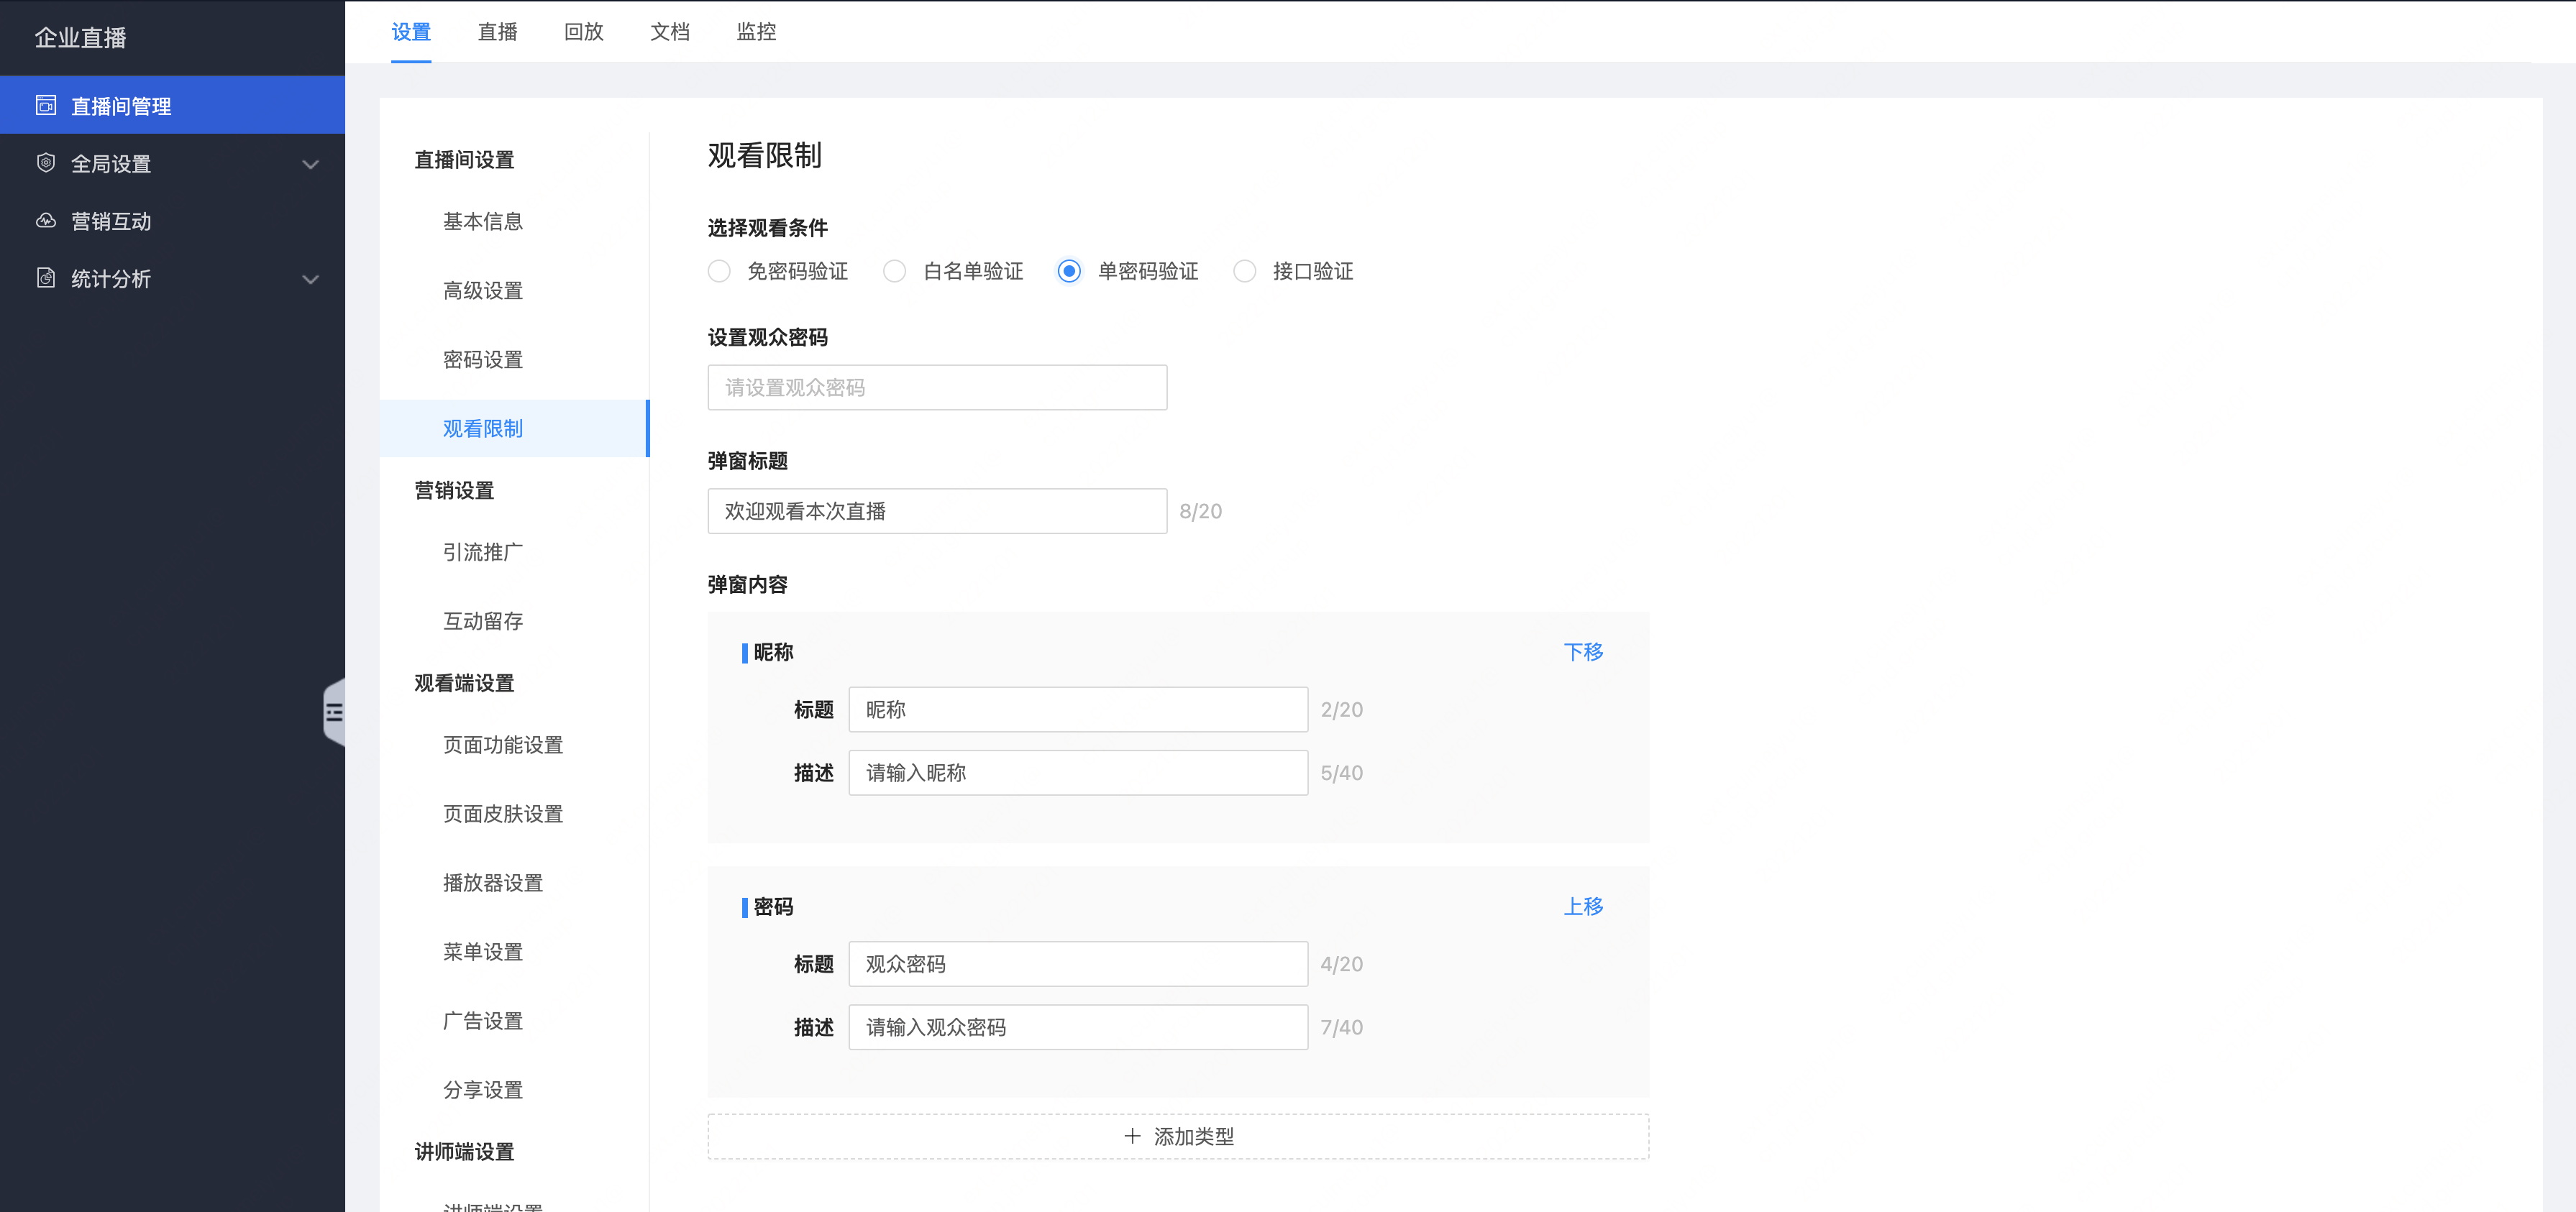 企业直播
直播间管理
全局设置
营销互动
统计分析
设置 直播 回放 文档 监控
直播间设置
基本信息
高级设置
密码设置
观看限制
营销设置
引流推广
互动留存
观看端设置
页面功能设置
页面皮肤设置
播放器设置
菜单设置
广告设置
分享设置
讲师端设置
讲师端设置
观看限制
选择观看条件
免密码验证 白名单验证 单密码验证 接口验证
设置观众密码
请设置观众密码
弹窗标题
欢迎观看本次直播 8/20
弹窗内容
昵称 下移
标题 昵称 2/20
描述 请输入昵称 5/40
密码 上移
标题 观众密码 4/20
描述 请输入观众密码 7/40
+ 添加类型